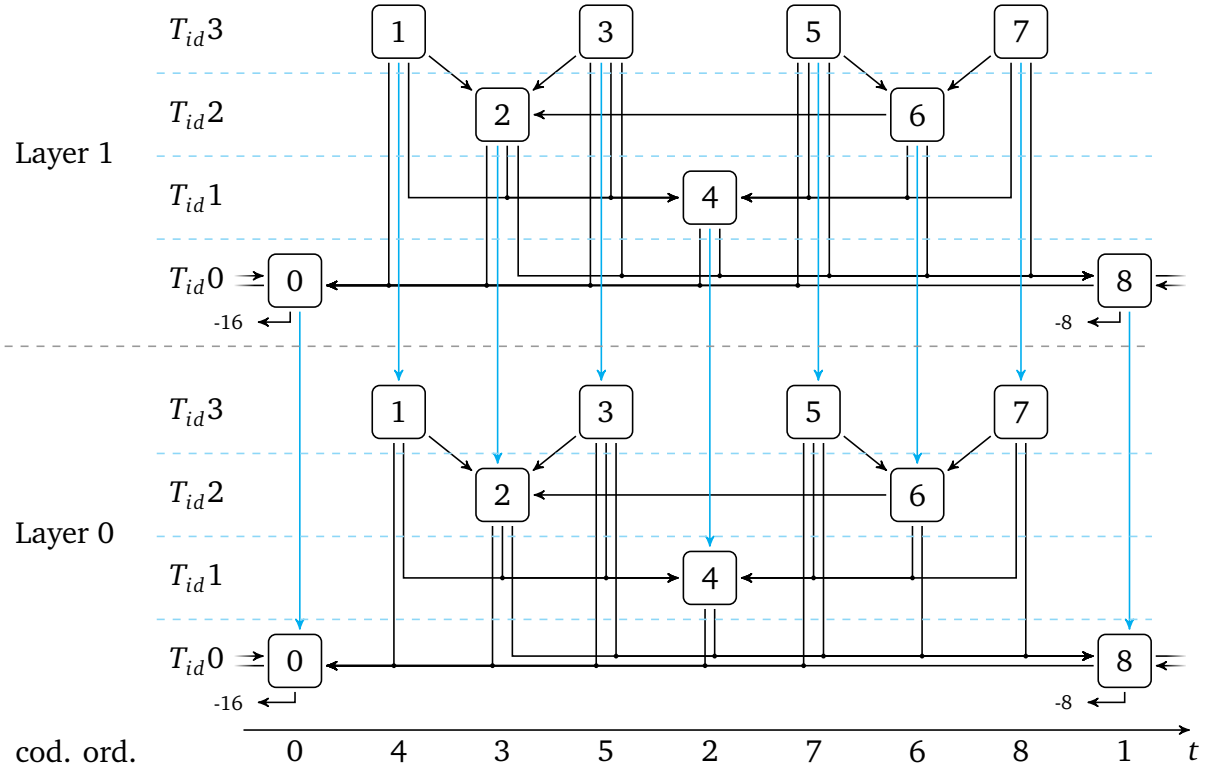 T_id3 1 3 5 7
T_id2 2 6
Layer 1
T_id1 4
T_id0 0 8
-16 -8
T_id3 1 3 5 7
T_id2 2 6
Layer 0
T_id1 4
T_id0 0 8
-16 -8
cod. ord. 0 4 3 5 2 7 6 8 1 t